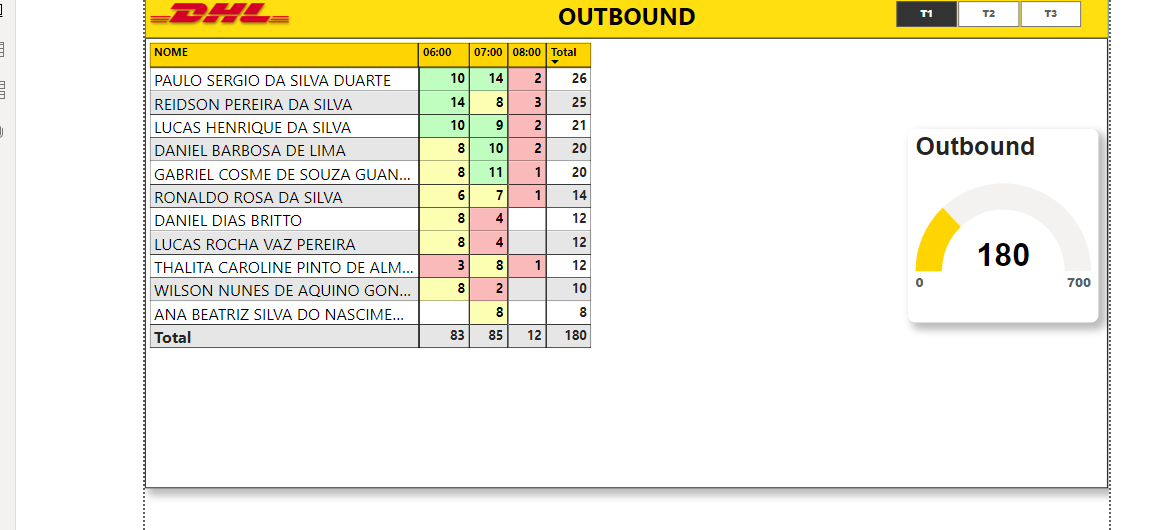 DHL
OUTBOUND
T1 T2 T3
NOME 06:00 07:00 08:00 Total
PAULO SERGIO DA SILVA DUARTE 10 14 2 26
REIDSON PEREIRA DA SILVA 14 8 3 25
LUCAS HENRIQUE DA SILVA 10 9 2 21
DANIEL BARBOSA DE LIMA 8 10 2 20
GABRIEL COSME DE SOUZA GUAN... 8 11 1 20
RONALDO ROSA DA SILVA 6 7 1 14
DANIEL DIAS BRITTO 8 4 12
LUCAS ROCHA VAZ PEREIRA 8 4 12
THALITA CAROLINE PINTO DE ALM... 3 8 1 12
WILSON NUNES DE AQUINO GON... 8 2 10
ANA BEATRIZ SILVA DO NASCIME... 8 8
Total 83 85 12 180
Outbound
180
0 700